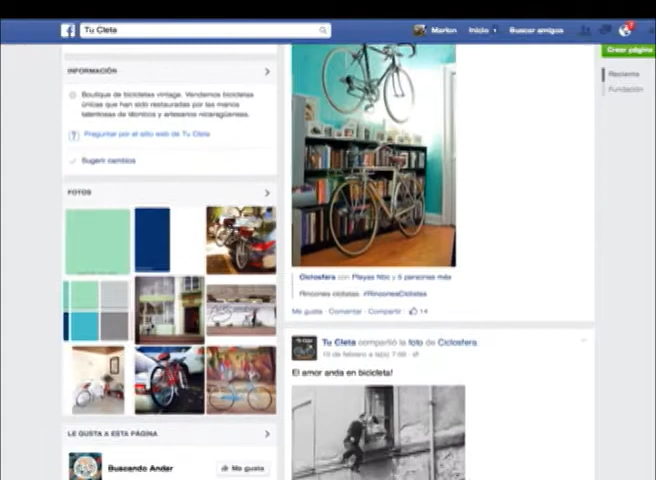 Tu Cleta
Marlon
Inicio
Buscar amigos
Crear página
INFORMACIÓN
Boutique de bicicletas vintage. Vendemos bicicletas
únicas que han sido restauradas por las manos
talentosas de técnicos y artesanos nicaragüenses.
Preguntar por el sitio web de Tu Cleta
Sugerir cambios
FOTOS
LE GUSTA A ESTA PÁGINA
Buscando Andar
Me gusta
Ciclosfera con Playas Ñño y 5 personas más
Rincones ciclistas. #RinconesCiclistas
Me gusta · Comentar · Compartir · 14
Tu Cleta compartió la foto de Ciclosfera.
El amor anda en bicicleta!
Reciente
Fundación